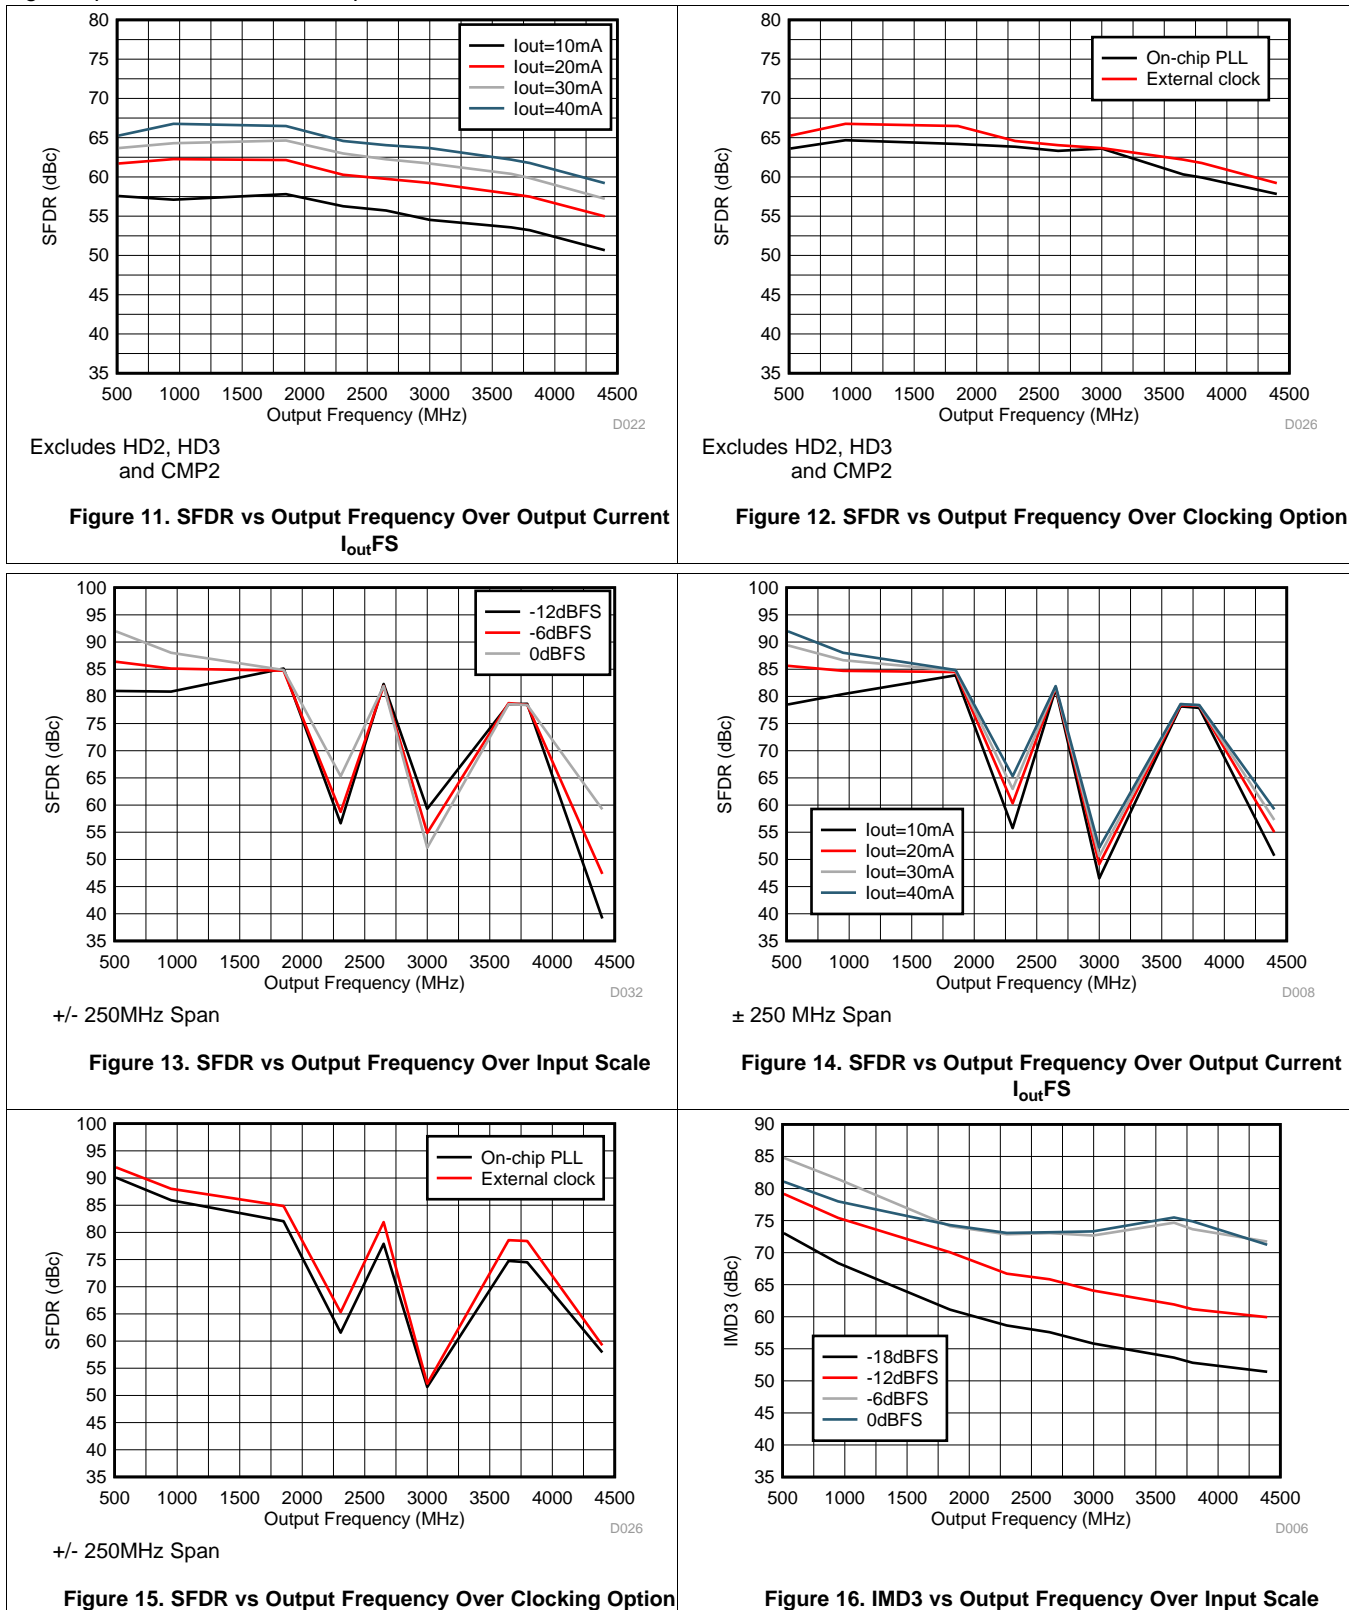 80
75
70
65
60
55
50
45
40
35
SFDR (dBc)
Iout=10mA
Iout=20mA
Iout=30mA
Iout=40mA
500 1000 1500 2000 2500 3000 3500 4000 4500
Output Frequency (MHz)
D022
Excludes HD2, HD3
and CMP2
Figure 11. SFDR vs Output Frequency Over Output Current
IoutFS
80
75
70
65
60
55
50
45
40
35
SFDR (dBc)
On-chip PLL
External clock
500 1000 1500 2000 2500 3000 3500 4000 4500
Output Frequency (MHz)
D026
Excludes HD2, HD3
and CMP2
Figure 12. SFDR vs Output Frequency Over Clocking Option
100
95
90
85
80
75
70
65
60
55
50
45
40
35
SFDR (dBc)
-12dBFS
-6dBFS
0dBFS
500 1000 1500 2000 2500 3000 3500 4000 4500
Output Frequency (MHz)
D032
+/- 250MHz Span
Figure 13. SFDR vs Output Frequency Over Input Scale
100
95
90
85
80
75
70
65
60
55
50
45
40
35
SFDR (dBc)
Iout=10mA
Iout=20mA
Iout=30mA
Iout=40mA
500 1000 1500 2000 2500 3000 3500 4000 4500
Output Frequency (MHz)
D008
± 250 MHz Span
Figure 14. SFDR vs Output Frequency Over Output Current
IoutFS
100
95
90
85
80
75
70
65
60
55
50
45
40
35
SFDR (dBc)
On-chip PLL
External clock
500 1000 1500 2000 2500 3000 3500 4000 4500
Output Frequency (MHz)
D026
+/- 250MHz Span
Figure 15. SFDR vs Output Frequency Over Clocking Option
90
85
80
75
70
65
60
55
50
45
40
35
IMD3 (dBc)
-18dBFS
-12dBFS
-6dBFS
0dBFS
500 1000 1500 2000 2500 3000 3500 4000 4500
Output Frequency (MHz)
D006
Figure 16. IMD3 vs Output Frequency Over Input Scale